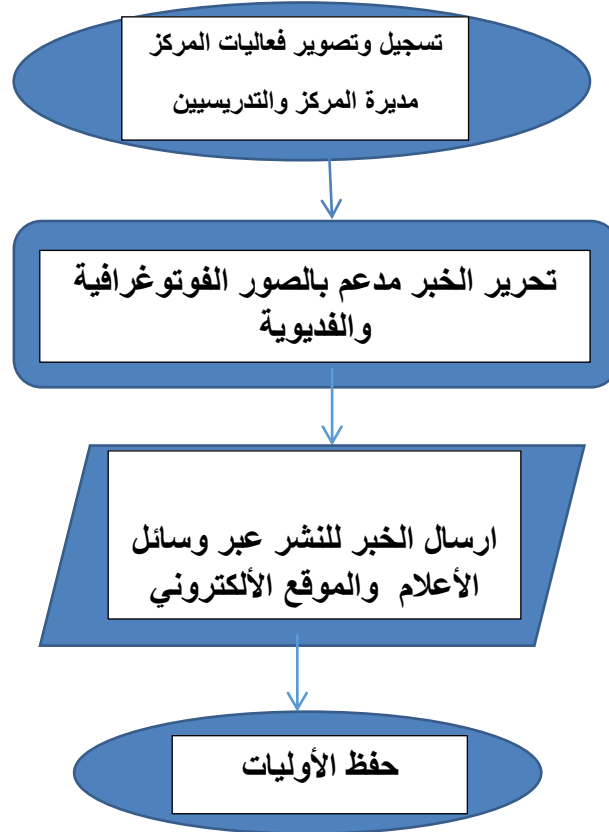 تسجيل وتصوير فعاليات المركز
مديرة المركز والتدريسيين
تحرير الخبر مدعم بالصور الفوتوغرافية
والفديوية
ارسال الخبر للنشر عبر وسائل
الأعلام والموقع الألكتروني
حفظ الأوليات